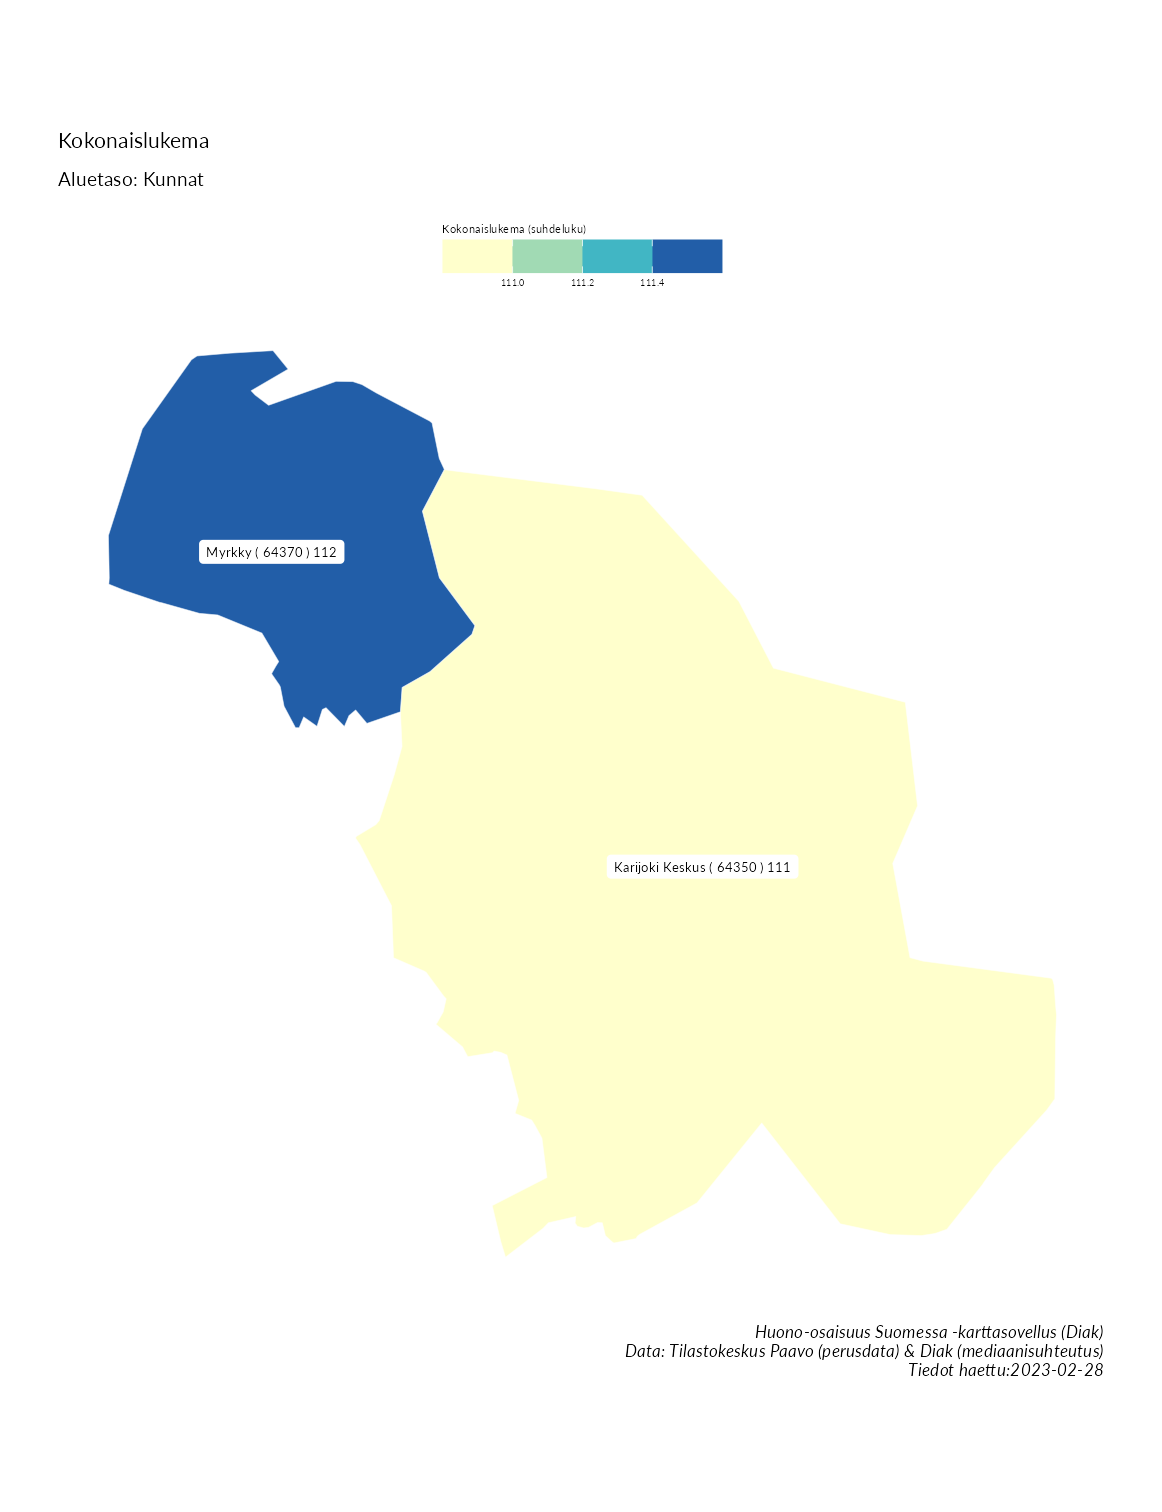 Kokonaislukema
Aluetaso: Kunnat
Kokonaislukema (suhdeluku)
111.0 111.2 111.4
Myrkky ( 64370 ) 112
Karijoki Keskus ( 64350 ) 111
Huono-osaisuus Suomessa -karttasovellus (Diak)
Data: Tilastokeskus Paavo (perusdata) & Diak (mediaanisuhteutus)
Tiedot haettu:2023-02-28